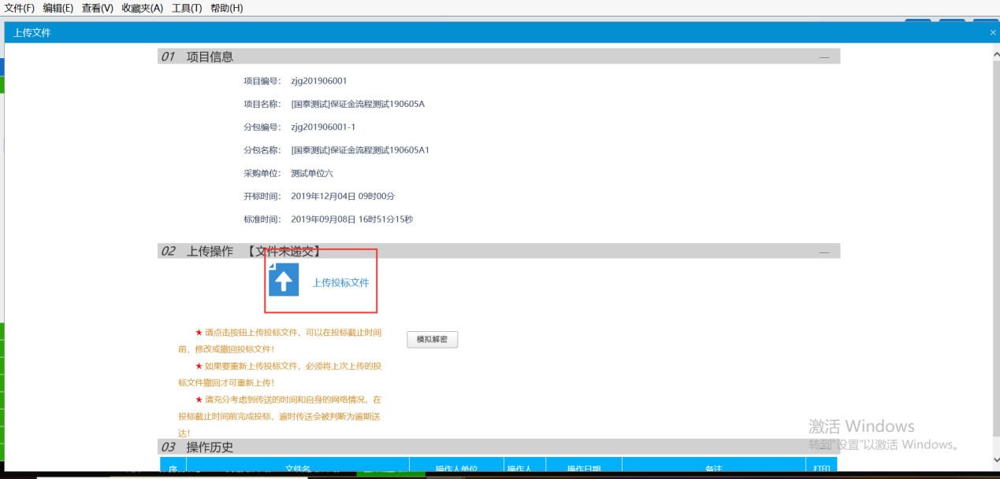 文件(F) 编辑(E) 查看(V) 收藏夹(A) 工具(T) 帮助(H)
上传文件
01 项目信息
项目编号： zjg201906001
项目名称： [国泰测试]保证金流程测试190605A
分包编号： zjg201906001-1
分包名称： [国泰测试]保证金流程测试190605A1
采购单位： 测试单位六
开标时间： 2019年12月04日 09时00分
标准时间： 2019年09月08日 16时51分15秒
02 上传操作 【文件未递交】
上传投标文件
★ 请点击按钮上传投标文件，可以在投标截止时间
前，修改或撤回投标文件！
模拟解密
★ 如果要重新上传投标文件，必须将上次上传的投
标文件撤回才可重新上传！
★ 请充分考虑到传送的时间和自身的网络情况，在
投标截止时间前完成投标，逾时传送会被判断为逾期送
达！
激活 Windows
转到"设置"以激活 Windows。
03 操作历史
序 文件名 操作人单位 操作人 操作日期 备注 打印